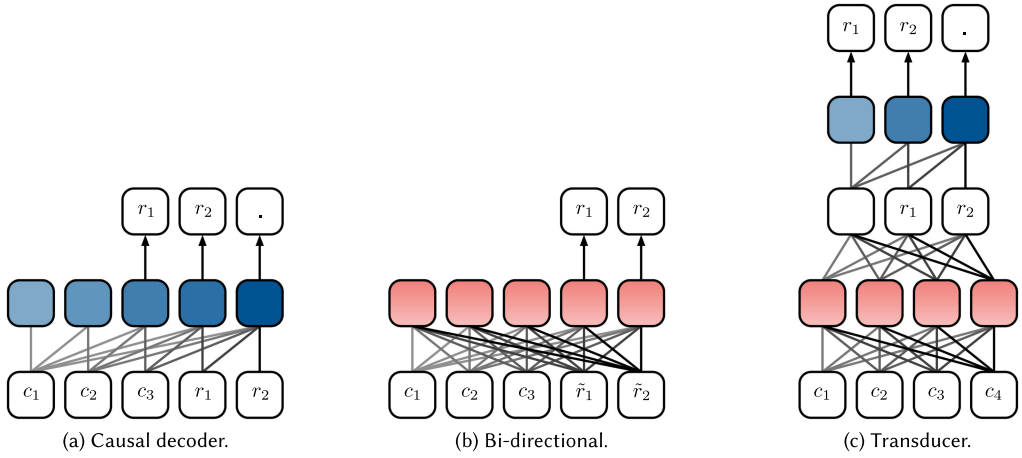 r₁ r₂ .
r₁ r₂ .
r₁ r₂
r₁ r₂
c₁ c₂ c₃ r₁ r₂
c₁ c₂ c₃ r̃₁ r̃₂
c₁ c₂ c₃ c₄
(a) Causal decoder.
(b) Bi-directional.
(c) Transducer.